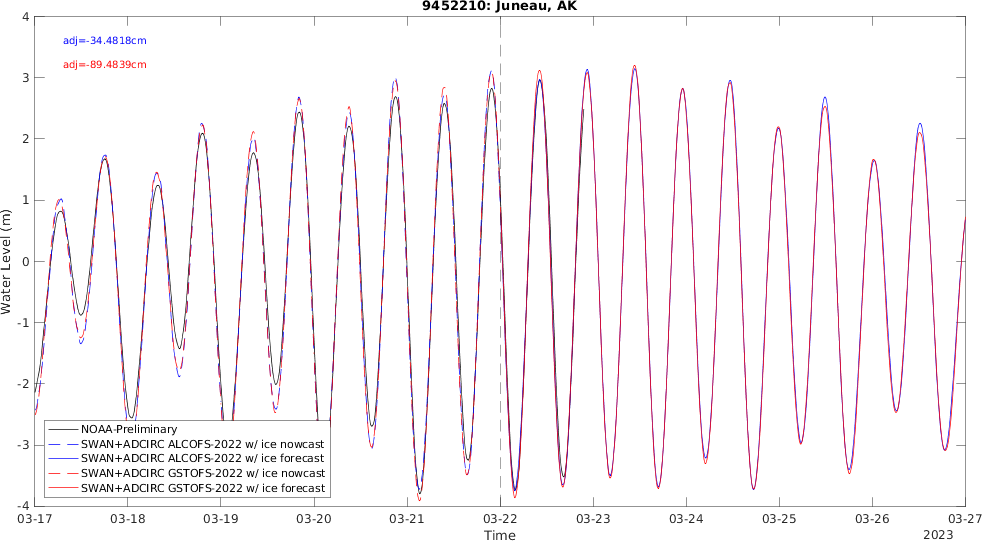 9452210: Juneau, AK
adj=-34.4818cm
adj=-89.4839cm
Water Level (m)
4
3
2
1
0
-1
-2
-3
-4
NOAA-Preliminary
SWAN+ADCIRC ALCOFS-2022 w/ ice nowcast
SWAN+ADCIRC ALCOFS-2022 w/ ice forecast
SWAN+ADCIRC GSTOFS-2022 w/ ice nowcast
SWAN+ADCIRC GSTOFS-2022 w/ ice forecast
03-17 03-18 03-19 03-20 03-21 03-22 03-23 03-24 03-25 03-26 03-27
Time
2023